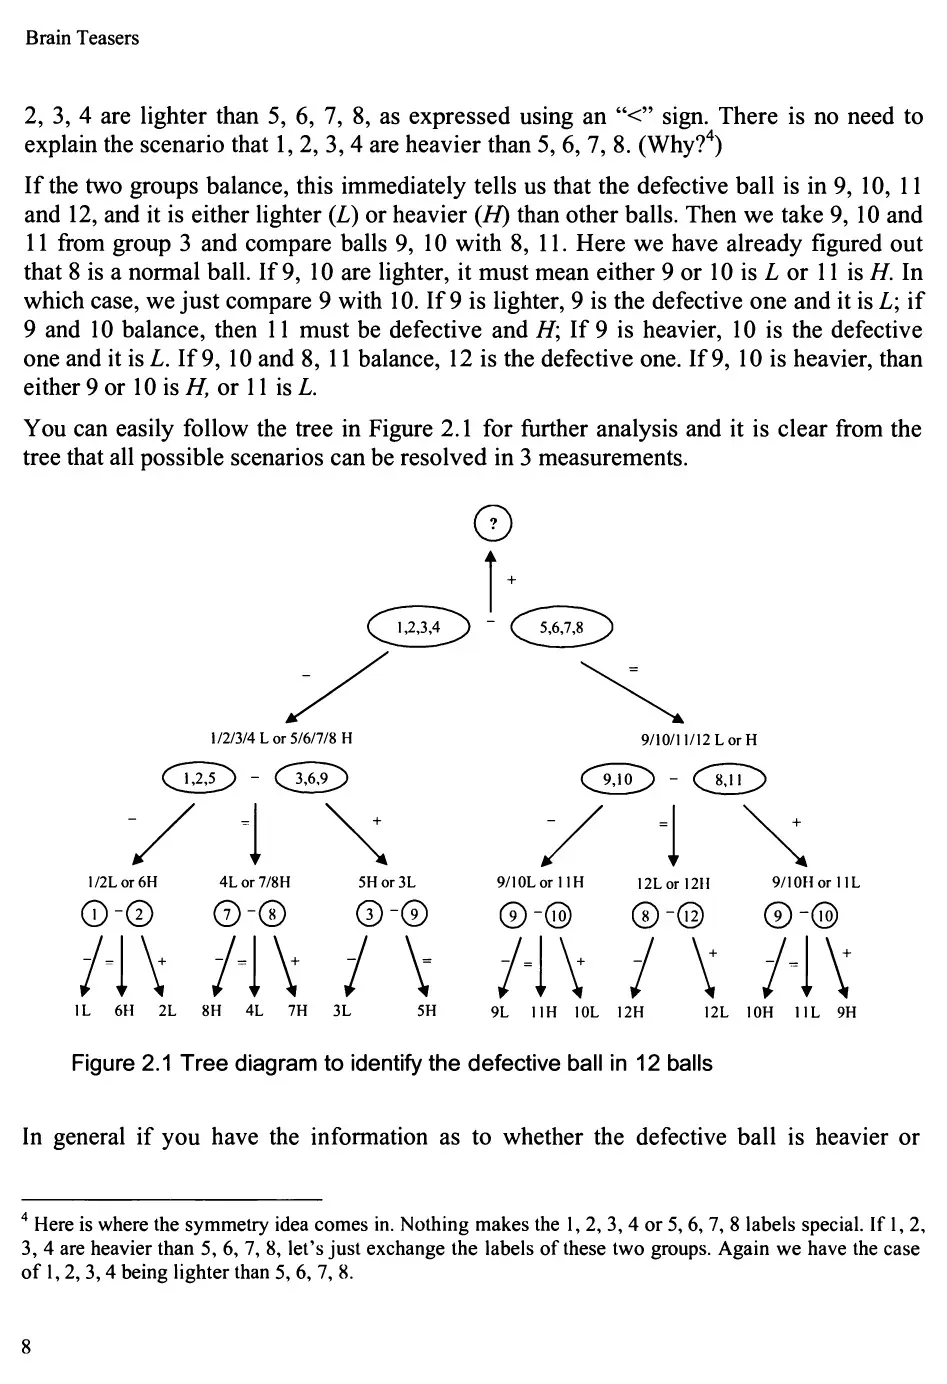 Brain Teasers
2, 3, 4 are lighter than 5, 6, 7, 8, as expressed using an “<” sign. There is no need to
explain the scenario that 1, 2, 3, 4 are heavier than 5, 6, 7, 8. (Why?⁴)
If the two groups balance, this immediately tells us that the defective ball is in 9, 10, 11
and 12, and it is either lighter (L) or heavier (H) than other balls. Then we take 9, 10 and
11 from group 3 and compare balls 9, 10 with 8, 11. Here we have already figured out
that 8 is a normal ball. If 9, 10 are lighter, it must mean either 9 or 10 is L or 11 is H. In
which case, we just compare 9 with 10. If 9 is lighter, 9 is the defective one and it is L; if
9 and 10 balance, then 11 must be defective and H; If 9 is heavier, 10 is the defective
one and it is L. If 9, 10 and 8, 11 balance, 12 is the defective one. If 9, 10 is heavier, than
either 9 or 10 is H, or 11 is L.
You can easily follow the tree in Figure 2.1 for further analysis and it is clear from the
tree that all possible scenarios can be resolved in 3 measurements.
?
+
1,2,3,4 - 5,6,7,8
- =
1/2/3/4 L or 5/6/7/8 H 9/10/11/12 L or H
1,2,5 - 3,6,9 9,10 - 8,11
- = + - = +
1/2L or 6H 4L or 7/8H 5H or 3L 9/10L or 11H 12L or 12H 9/10H or 11L
1 - 2 7 - 8 3 - 9 9 - 10 8 - 12 9 - 10
- = + - = + - = - = + - + - = +
1L 6H 2L 8H 4L 7H 3L 5H 9L 11H 10L 12H 12L 10H 11L 9H
Figure 2.1 Tree diagram to identify the defective ball in 12 balls
In general if you have the information as to whether the defective ball is heavier or
⁴ Here is where the symmetry idea comes in. Nothing makes the 1, 2, 3, 4 or 5, 6, 7, 8 labels special. If 1, 2,
3, 4 are heavier than 5, 6, 7, 8, let’s just exchange the labels of these two groups. Again we have the case
of 1, 2, 3, 4 being lighter than 5, 6, 7, 8.
8